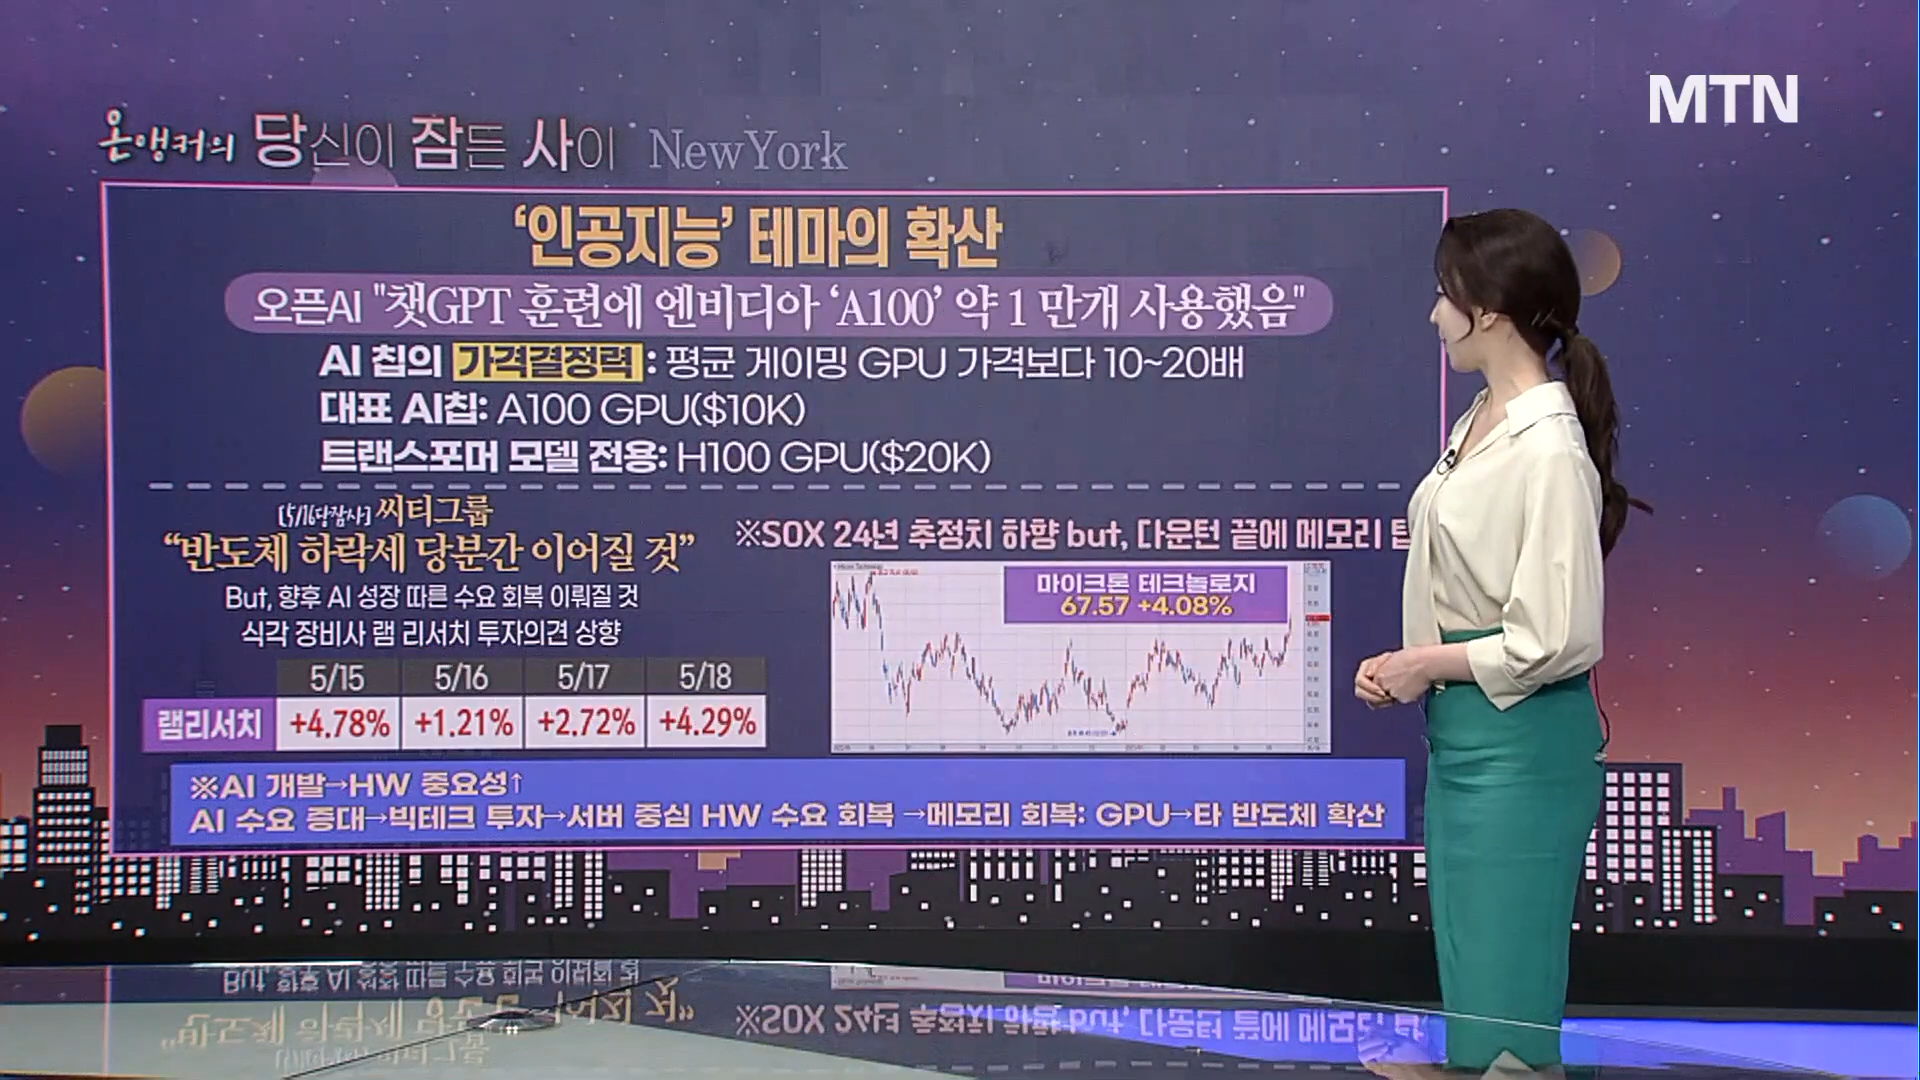 MTN
온앵커의 당신이 잠든 사이 NewYork
‘인공지능’ 테마의 확산
오픈AI "챗GPT 훈련에 엔비디아 ‘A100’ 약 1 만개 사용했음"
AI 칩의 가격결정력 : 평균 게이밍 GPU 가격보다 10~20배
대표 AI칩: A100 GPU($10K)
트랜스포머 모델 전용: H100 GPU($20K)
[5/16당잠사] 씨티그룹
“반도체 하락세 당분간 이어질 것”
But, 향후 AI 성장 따른 수요 회복 이뤄질 것
식각 장비사 램 리서치 투자의견 상향
5/15 5/16 5/17 5/18
램리서치 +4.78% +1.21% +2.72% +4.29%
※SOX 24년 추정치 하향 but, 다운턴 끝에 메모리
마이크론 테크놀로지
67.57 +4.08%
※AI 개발→HW 중요성↑
AI 수요 증대→빅테크 투자→서버 중심 HW 수요 회복 →메모리 회복: GPU→타 반도체 확산